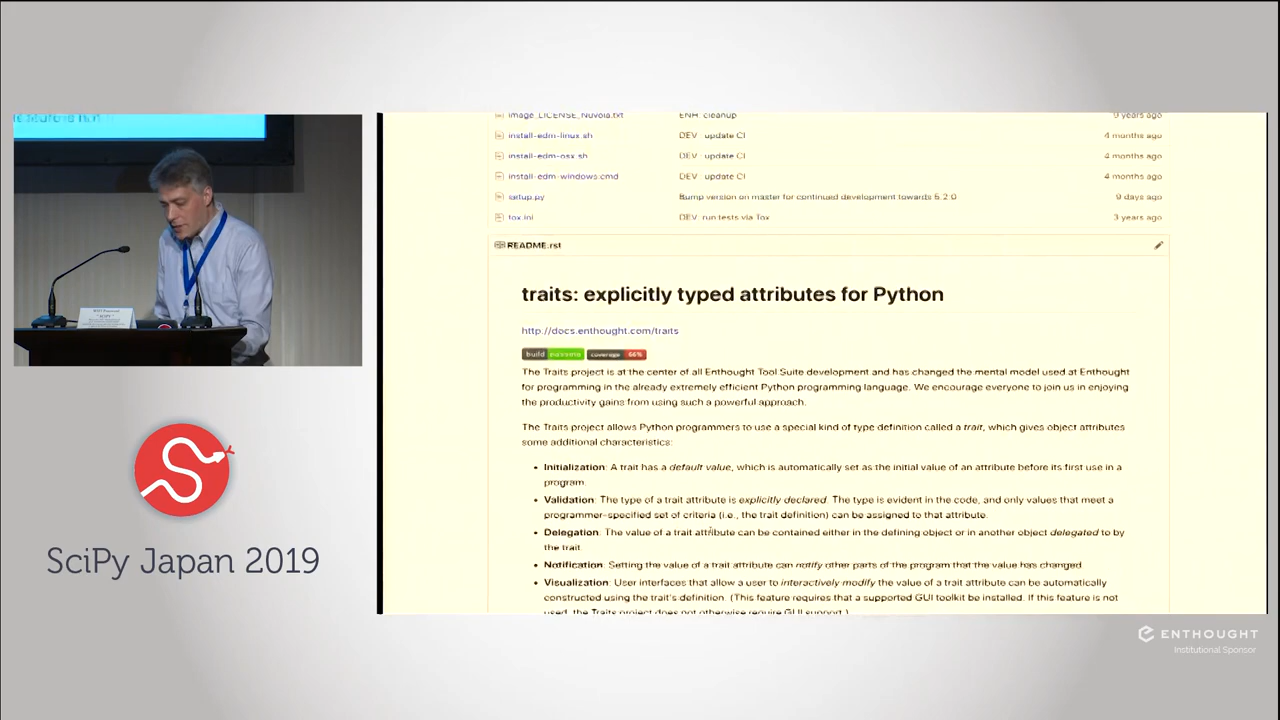 image_LICENSE_Nuvola.txt ENH: cleanup 9 years ago
install-edm-linux.sh DEV: update CI 4 months ago
install-edm-osx.sh DEV: update CI 4 months ago
install-edm-windows.cmd DEV: update CI 4 months ago
setup.py Bump version on master for continued development towards 5.2.0 9 days ago
tox.ini DEV: run tests via Tox 3 years ago
README.rst
traits: explicitly typed attributes for Python
http://docs.enthought.com/traits
build passing coverage 66%
The Traits project is at the center of all Enthought Tool Suite development and has changed the mental model used at Enthought
for programming in the already extremely efficient Python programming language. We encourage everyone to join us in enjoying
the productivity gains from using such a powerful approach.
The Traits project allows Python programmers to use a special kind of type definition called a trait, which gives object attributes
some additional characteristics:
• Initialization: A trait has a default value, which is automatically set as the initial value of an attribute before its first use in a
program.
• Validation: The type of a trait attribute is explicitly declared. The type is evident in the code, and only values that meet a
programmer-specified set of criteria (i.e., the trait definition) can be assigned to that attribute.
• Delegation: The value of a trait attribute can be contained either in the defining object or in another object delegated to by
the trait.
• Notification: Setting the value of a trait attribute can notify other parts of the program that the value has changed.
• Visualization: User interfaces that allow a user to interactively modify the value of a trait attribute can be automatically
constructed using the trait's definition. (This feature requires that a supported GUI toolkit be installed. If this feature is not
used, the Traits project does not otherwise require GUI support.)
SciPy Japan 2019
ENTHOUGHT
Institutional Sponsor